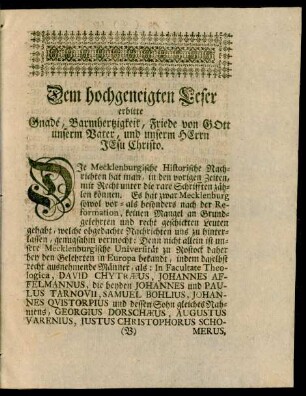 Dem hochgeneigten Leser
erbitte
Gnade, Barmhertzigkeit, Friede von GOtt
unserm Vater, und unserm HErrn
JEsu Christo.
DIe Mecklenburgische Historische Nach-
richten hat man, in den vorigen Zeiten,
mit Recht unter die rare Schrifften zäh-
len können. Es hat zwar Mecklenburg
sowol vor- als besonders nach der Re-
formation, keinen Mangel an Grund-
gelehrten und recht geschickten Leuten
gehabt, welche obgedachte Nachrichten uns zu hinter-
lassen, gnungsahm vermocht: Denn nicht allein ist un-
sere Mecklenburgische Universität zu Rostock daher
bey den Gelehrten in Europa bekandt, indem daselbst
recht ausnehmende Männer, als: In Facultate Theo-
logica, DAVID CHYTRÆUS, JOHANNES AF-
FELMANNUS, die beyden JOHANNES und PAU-
LUS TARNOVII, SAMUEL BOHLIUS, JOHAN-
NES QVISTORPIUS und dessen Sohn gleiches Nah-
mens, GEORGIUS DORSCHÆUS, AUGUSTUS
VARENIUS, JUSTUS CHRISTOPHORUS SCHO-
(B) MERUS,